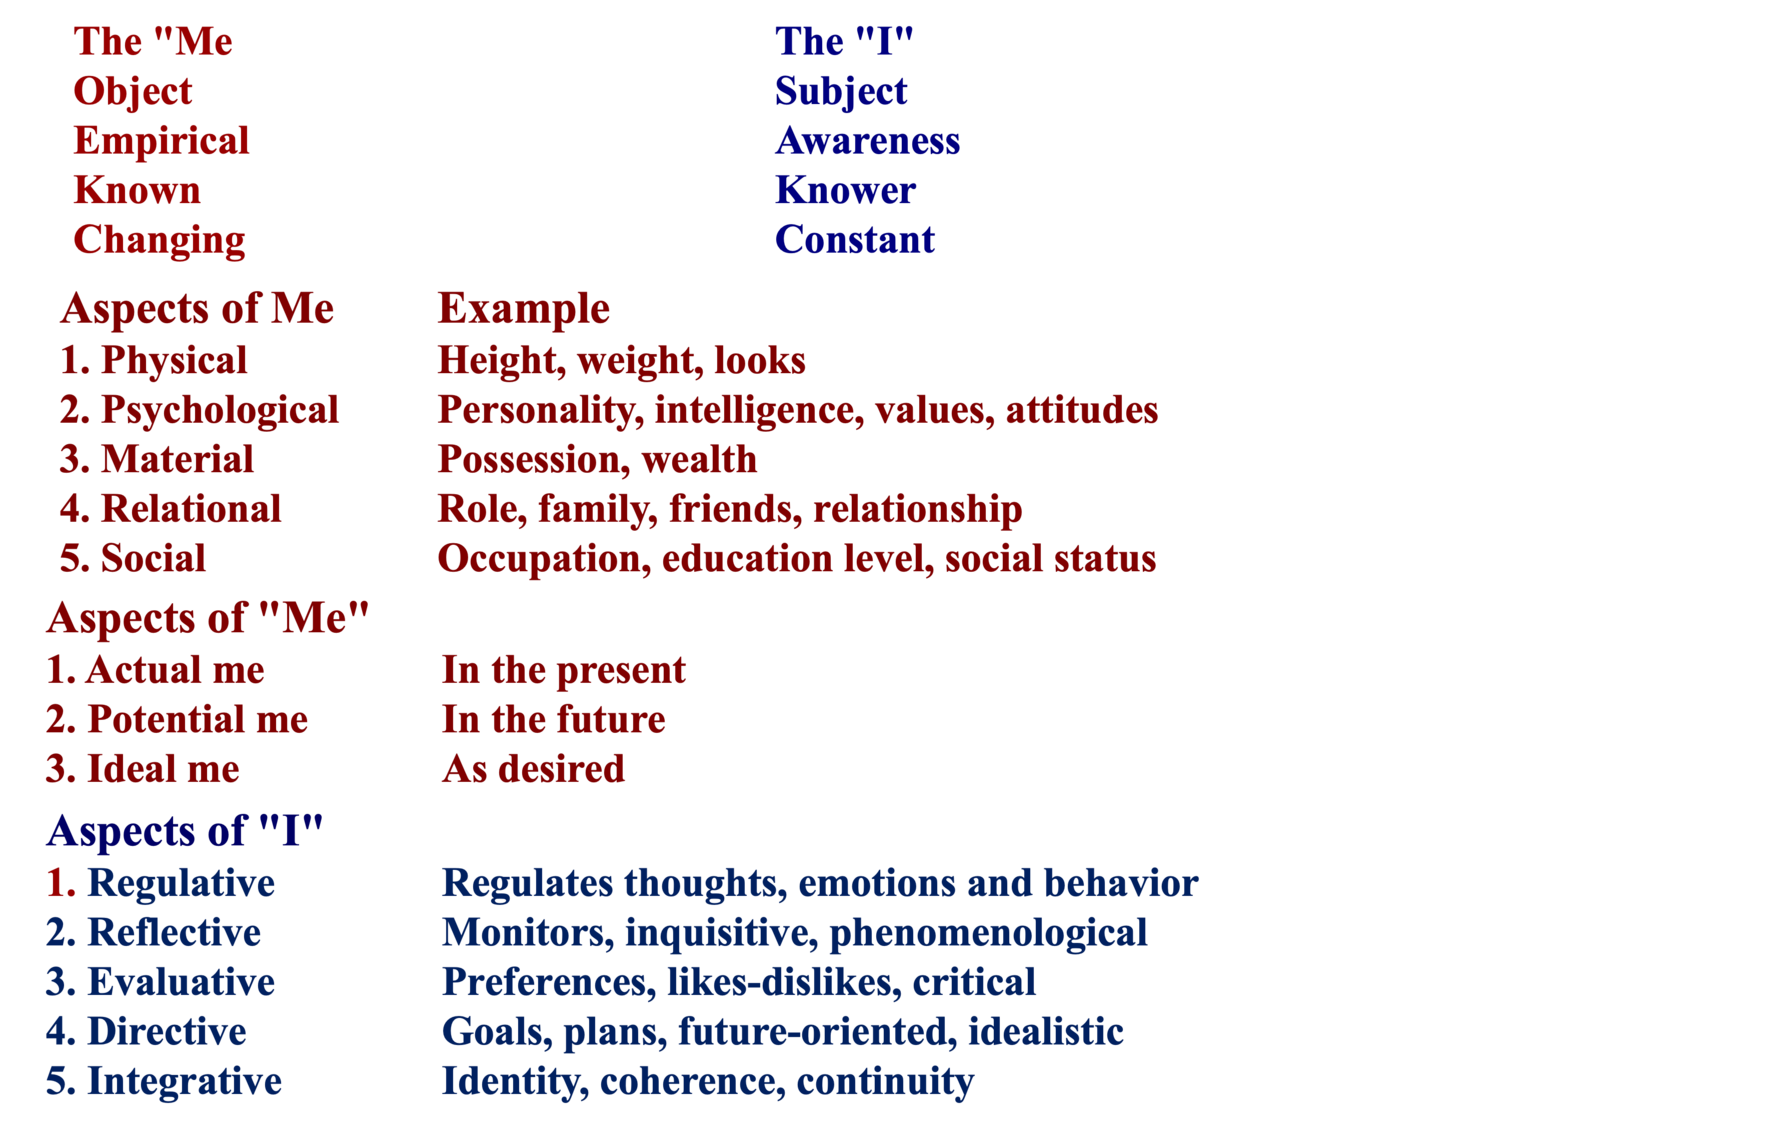 The "Me The "I"
Object Subject
Empirical Awareness
Known Knower
Changing Constant
Aspects of Me Example
1. Physical Height, weight, looks
2. Psychological Personality, intelligence, values, attitudes
3. Material Possession, wealth
4. Relational Role, family, friends, relationship
5. Social Occupation, education level, social status
Aspects of "Me"
1. Actual me In the present
2. Potential me In the future
3. Ideal me As desired
Aspects of "I"
1. Regulative Regulates thoughts, emotions and behavior
2. Reflective Monitors, inquisitive, phenomenological
3. Evaluative Preferences, likes-dislikes, critical
4. Directive Goals, plans, future-oriented, idealistic
5. Integrative Identity, coherence, continuity